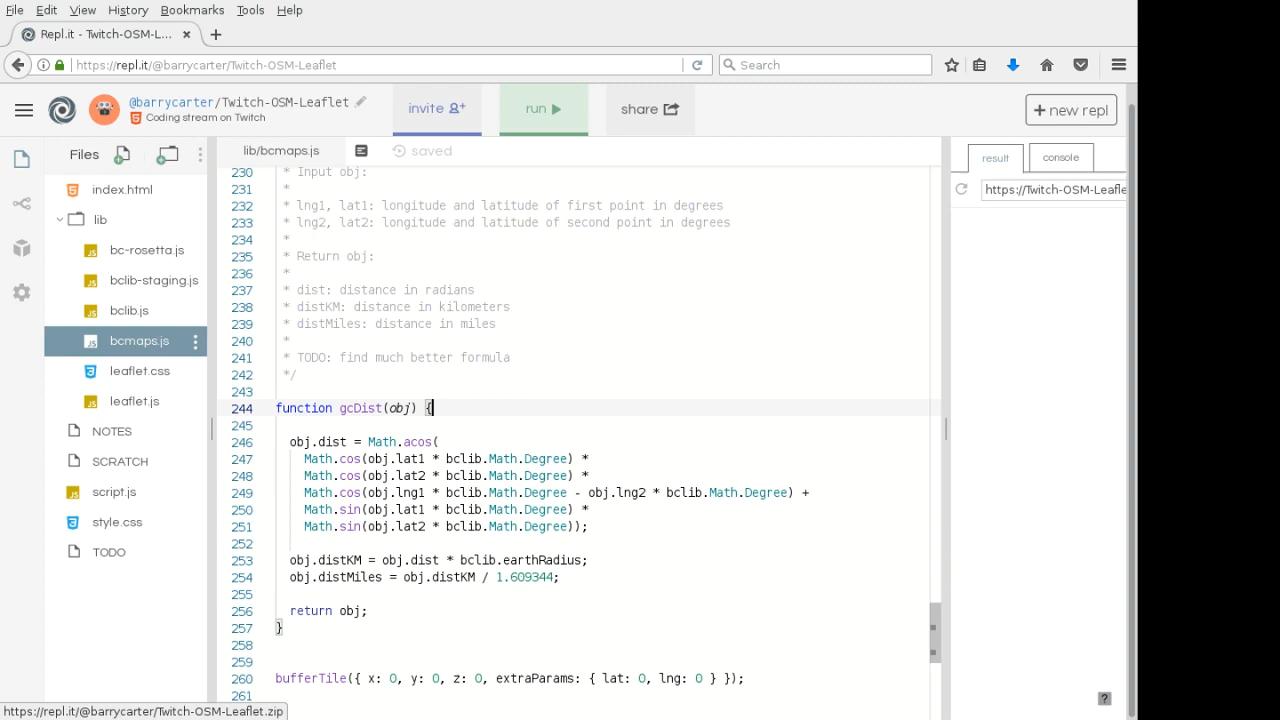 File Edit View History Bookmarks Tools Help
Repl.it - Twitch-OSM-L... × +
https://repl.it/@barrycarter/Twitch-OSM-Leaflet Search
@barrycarter/Twitch-OSM-Leaflet
Coding stream on Twitch
invite run share + new repl
Files lib/bcmaps.js saved result console
https://Twitch-OSM-Leafle
index.html
lib
bc-rosetta.js
bclib-staging.js
bclib.js
bcmaps.js
leaflet.css
leaflet.js
NOTES
SCRATCH
script.js
style.css
TODO
230 * Input obj:
231 *
232 * lng1, lat1: longitude and latitude of first point in degrees
233 * lng2, lat2: longitude and latitude of second point in degrees
234 *
235 * Return obj:
236 *
237 * dist: distance in radians
238 * distKM: distance in kilometers
239 * distMiles: distance in miles
240 *
241 * TODO: find much better formula
242 */
243
244 function gcDist(obj) {
245
246 obj.dist = Math.acos(
247 Math.cos(obj.lat1 * bclib.Math.Degree) *
248 Math.cos(obj.lat2 * bclib.Math.Degree) *
249 Math.cos(obj.lng1 * bclib.Math.Degree - obj.lng2 * bclib.Math.Degree) +
250 Math.sin(obj.lat1 * bclib.Math.Degree) *
251 Math.sin(obj.lat2 * bclib.Math.Degree));
252
253 obj.distKM = obj.dist * bclib.earthRadius;
254 obj.distMiles = obj.distKM / 1.609344;
255
256 return obj;
257 }
258
259
260 bufferTile({ x: 0, y: 0, z: 0, extraParams: { lat: 0, lng: 0 } });
261
https://repl.it/@barrycarter/Twitch-OSM-Leaflet.zip
?